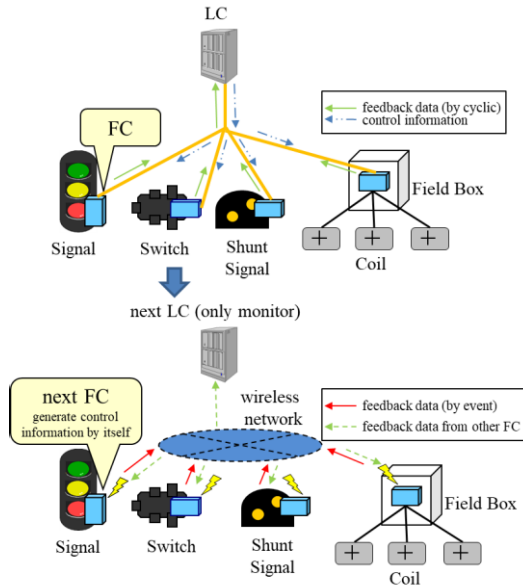 LC
feedback data (by cyclic)
control information
FC
Field Box
Signal
Switch
Shunt
Signal
Coil
next LC (only monitor)
next FC
generate control
information by itself
wireless
network
feedback data (by event)
feedback data from other FC
Field Box
Signal
Switch
Shunt
Signal
Coil